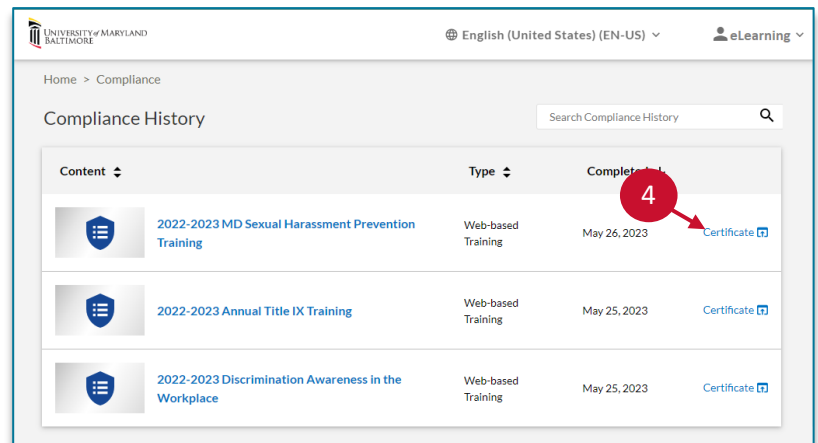 UNIVERSITY of MARYLAND
BALTIMORE
English (United States) (EN-US)
eLearning
Home > Compliance
Compliance History
Search Compliance History
Content
Type
4
2022-2023 MD Sexual Harassment Prevention
Training
Web-based
Training
May 26, 2023
Certificate
2022-2023 Annual Title IX Training
Web-based
Training
May 25, 2023
Certificate
2022-2023 Discrimination Awareness in the
Workplace
Web-based
Training
May 25, 2023
Certificate